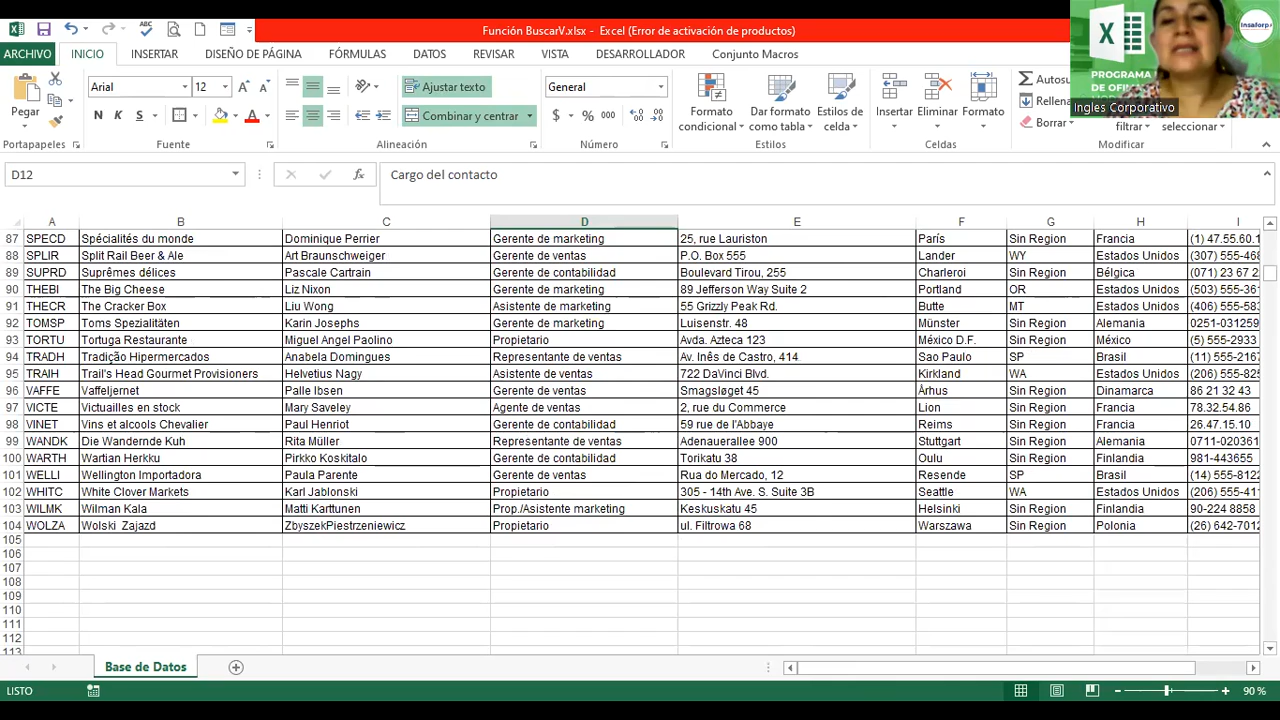 Función BuscarV.xlsx - Excel (Error de activación de productos)
ARCHIVO INICIO INSERTAR DISEÑO DE PÁGINA FÓRMULAS DATOS REVISAR VISTA DESARROLLADOR Conjunto Macros
Pegar
Arial 12
N K S
Ajustar texto
Combinar y centrar
General
$ % 000
Formato condicional
Dar formato como tabla
Estilos de celda
Insertar Eliminar Formato
Autosu
Rellena
Borrar
filtrar seleccionar
Portapapeles Fuente Alineación Número Estilos Celdas Modificar
Insaforp
PROGRAMA
DE OFI
Ingles Corporativo
D12 fx Cargo del contacto
A B C D E F G H I
87 SPECD Spécialités du monde Dominique Perrier Gerente de marketing 25, rue Lauriston París Sin Region Francia (1) 47.55.60.1
88 SPLIR Split Rail Beer & Ale Art Braunschweiger Gerente de ventas P.O. Box 555 Lander WY Estados Unidos (307) 555-468
89 SUPRD Suprêmes délices Pascale Cartrain Gerente de contabilidad Boulevard Tirou, 255 Charleroi Sin Region Bélgica (071) 23 67 2
90 THEBI The Big Cheese Liz Nixon Gerente de marketing 89 Jefferson Way Suite 2 Portland OR Estados Unidos (503) 555-361
91 THECR The Cracker Box Liu Wong Asistente de marketing 55 Grizzly Peak Rd. Butte MT Estados Unidos (406) 555-583
92 TOMSP Toms Spezialitäten Karin Josephs Gerente de marketing Luisenstr. 48 Münster Sin Region Alemania 0251-031259
93 TORTU Tortuga Restaurante Miguel Angel Paolino Propietario Avda. Azteca 123 México D.F. Sin Region México (5) 555-2933
94 TRADH Tradição Hipermercados Anabela Domingues Representante de ventas Av. Inês de Castro, 414 Sao Paulo SP Brasil (11) 555-2167
95 TRAIH Trail's Head Gourmet Provisioners Helvetius Nagy Asistente de ventas 722 DaVinci Blvd. Kirkland WA Estados Unidos (206) 555-825
96 VAFFE Vaffeljernet Palle Ibsen Gerente de ventas Smagsløget 45 Århus Sin Region Dinamarca 86 21 32 43
97 VICTE Victuailles en stock Mary Saveley Agente de ventas 2, rue du Commerce Lion Sin Region Francia 78.32.54.86
98 VINET Vins et alcools Chevalier Paul Henriot Gerente de contabilidad 59 rue de l'Abbaye Reims Sin Region Francia 26.47.15.10
99 WANDK Die Wandernde Kuh Rita Müller Representante de ventas Adenauerallee 900 Stuttgart Sin Region Alemania 0711-020361
100 WARTH Wartian Herkku Pirkko Koskitalo Gerente de contabilidad Torikatu 38 Oulu Sin Region Finlandia 981-443655
101 WELLI Wellington Importadora Paula Parente Gerente de ventas Rua do Mercado, 12 Resende SP Brasil (14) 555-8122
102 WHITC White Clover Markets Karl Jablonski Propietario 305 - 14th Ave. S. Suite 3B Seattle WA Estados Unidos (206) 555-411
103 WILMK Wilman Kala Matti Karttunen Prop./Asistente marketing Keskuskatu 45 Helsinki Sin Region Finlandia 90-224 8858
104 WOLZA Wolski Zajazd ZbyszekPiestrzeniewicz Propietario ul. Filtrowa 68 Warszawa Sin Region Polonia (26) 642-7012
105
106
107
108
109
110
111
112
113
Base de Datos
LISTO 90 %